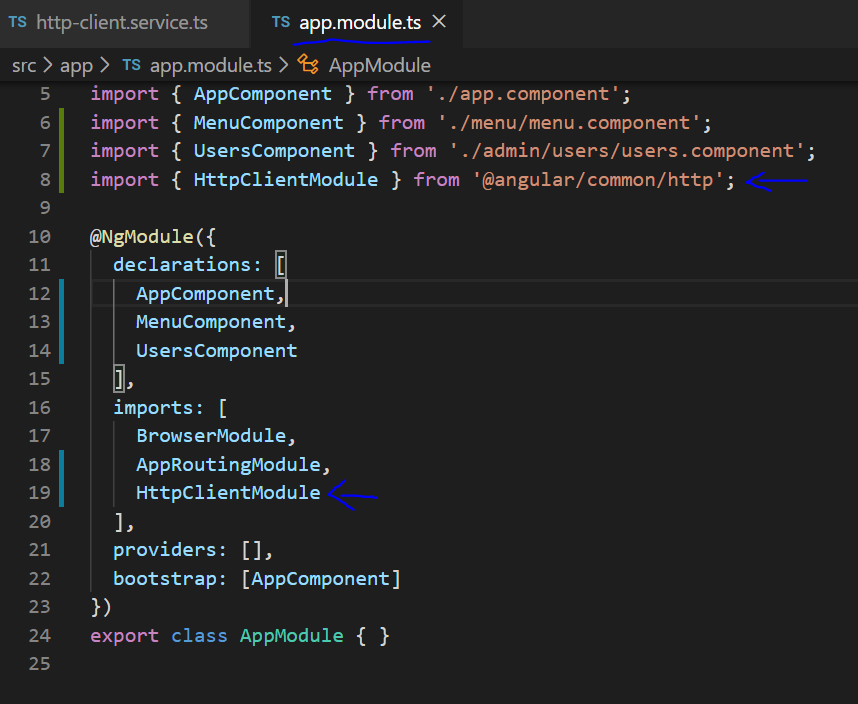 TS http-client.service.ts TS app.module.ts ×
src > app > TS app.module.ts > AppModule
5 import { AppComponent } from './app.component';
6 import { MenuComponent } from './menu/menu.component';
7 import { UsersComponent } from './admin/users/users.component';
8 import { HttpClientModule } from '@angular/common/http';
9
10 @NgModule({
11 declarations: [
12 AppComponent,
13 MenuComponent,
14 UsersComponent
15 ],
16 imports: [
17 BrowserModule,
18 AppRoutingModule,
19 HttpClientModule
20 ],
21 providers: [],
22 bootstrap: [AppComponent]
23 })
24 export class AppModule { }
25